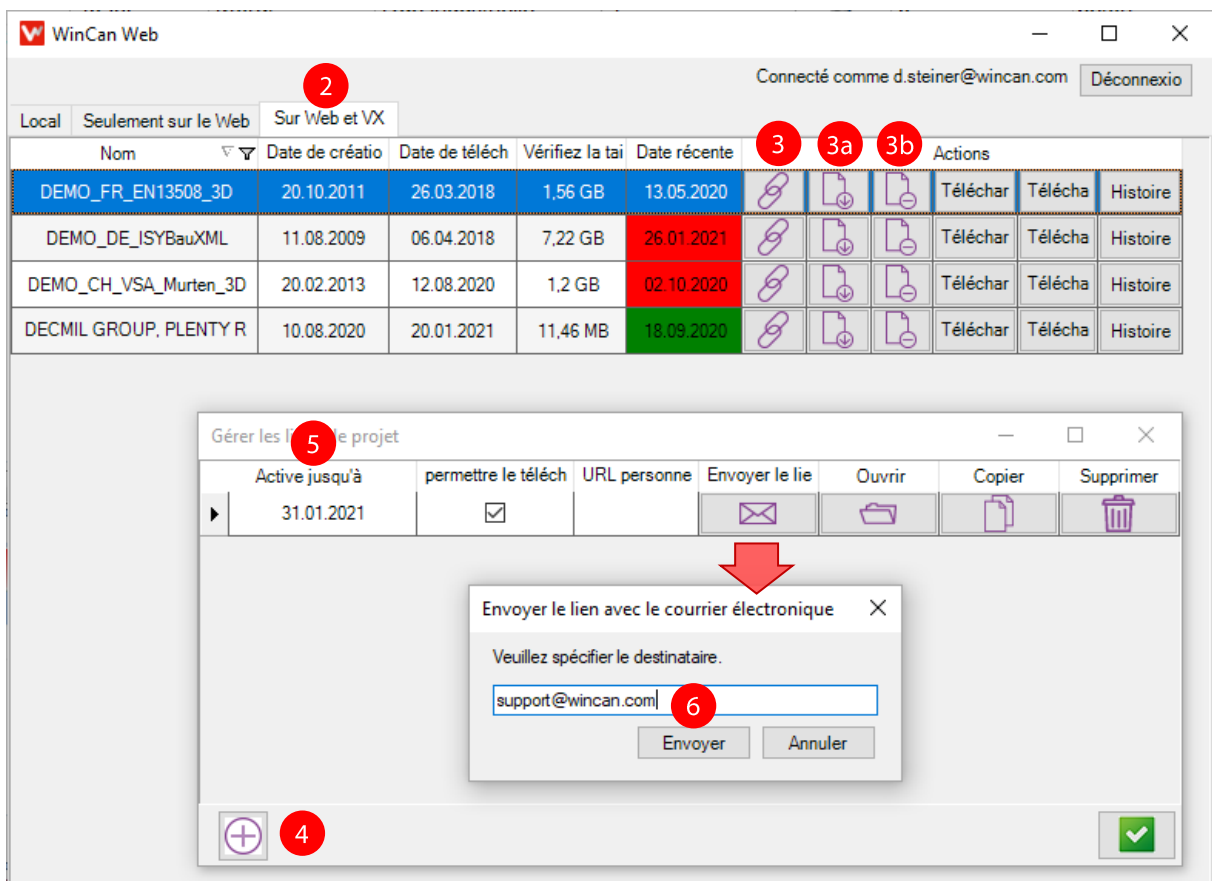 WinCan Web
Connecté comme d.steiner@wincan.com Déconnexio
2
Local Seulement sur le Web Sur Web et VX
Nom Date de créatio Date de téléch Vérifiez la tai Date récente 3 3a 3b Actions
DEMO_FR_EN13508_3D 20.10.2011 26.03.2018 1,56 GB 13.05.2020 Téléchar Télécha Histoire
DEMO_DE_ISYBauXML 11.08.2009 06.04.2018 7,22 GB 26.01.2021 Téléchar Télécha Histoire
DEMO_CH_VSA_Murten_3D 20.02.2013 12.08.2020 1,2 GB 02.10.2020 Téléchar Télécha Histoire
DECMIL GROUP, PLENTY R 10.08.2020 20.01.2021 11,46 MB 18.09.2020 Téléchar Télécha Histoire
Gérer les 5 projet
Active jusqu'à permettre le téléch URL personne Envoyer le lie Ouvrir Copier Supprimer
31.01.2021
Envoyer le lien avec le courrier électronique
Veuillez spécifier le destinataire.
support@wincan.com 6
Envoyer Annuler
4